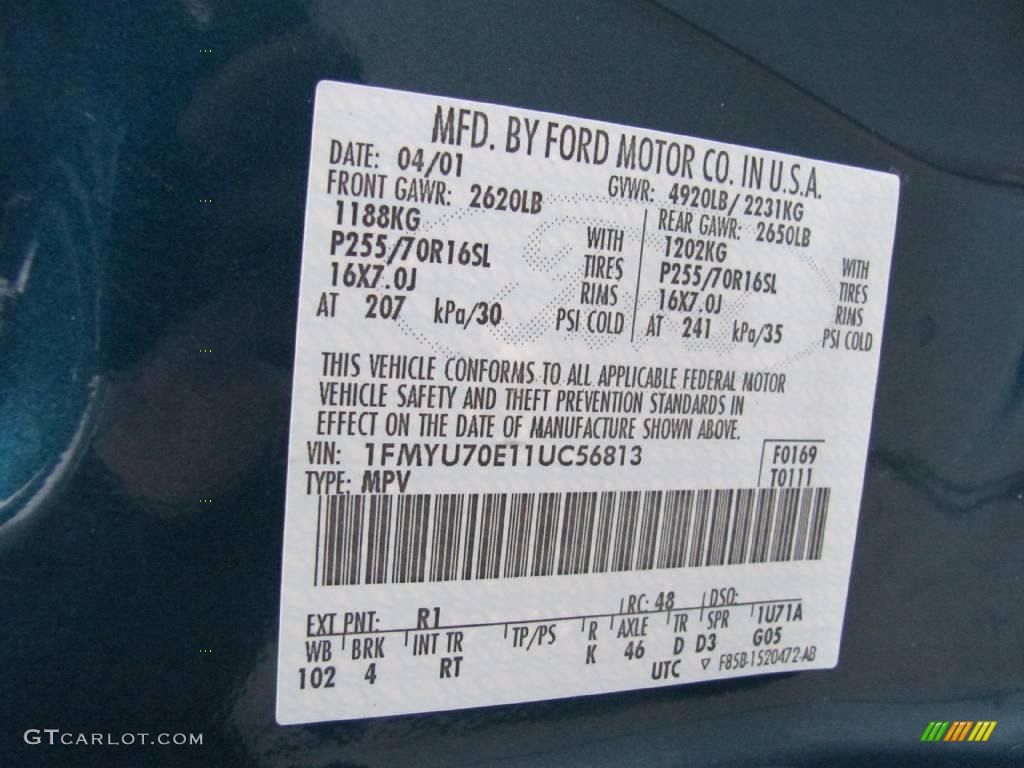 MFD. BY FORD MOTOR CO. IN U.S.A.
DATE: 04/01 GVWR: 4920LB/ 2231KG
FRONT GAWR: 2620LB REAR GAWR: 2650LB
1188KG WITH 1202KG WITH
P255/70R16SL TIRES P255/70R16SL TIRES
16X7.0J RIMS 16X7.0J RIMS
AT 207 kPa/30 PSI COLD AT 241 kPa/35 PSI COLD
THIS VEHICLE CONFORMS TO ALL APPLICABLE FEDERAL MOTOR
VEHICLE SAFETY AND THEFT PREVENTION STANDARDS IN
EFFECT ON THE DATE OF MANUFACTURE SHOWN ABOVE.
VIN: 1FMYU70E11UC56813 F0169
TYPE: MPV T0111
EXT PNT: R1 RC: 48 DSO:
WB BRK INT TR TP/PS R AXLE TR SPR 1U71A
102 4 RT K 46 D D3 G05
UTC ▽ F85B-1520472-AB
GTCARLOT.COM